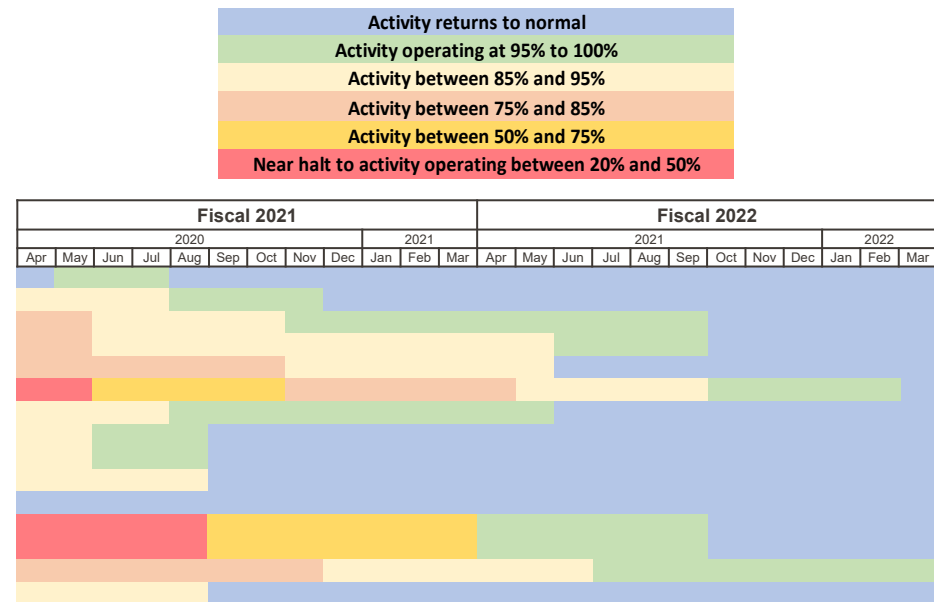 Activity returns to normal
Activity operating at 95% to 100%
Activity between 85% and 95%
Activity between 75% and 85%
Activity between 50% and 75%
Near halt to activity operating between 20% and 50%
Fiscal 2021 Fiscal 2022
2020 2021 2021 2022
Apr May Jun Jul Aug Sep Oct Nov Dec Jan Feb Mar Apr May Jun Jul Aug Sep Oct Nov Dec Jan Feb Mar